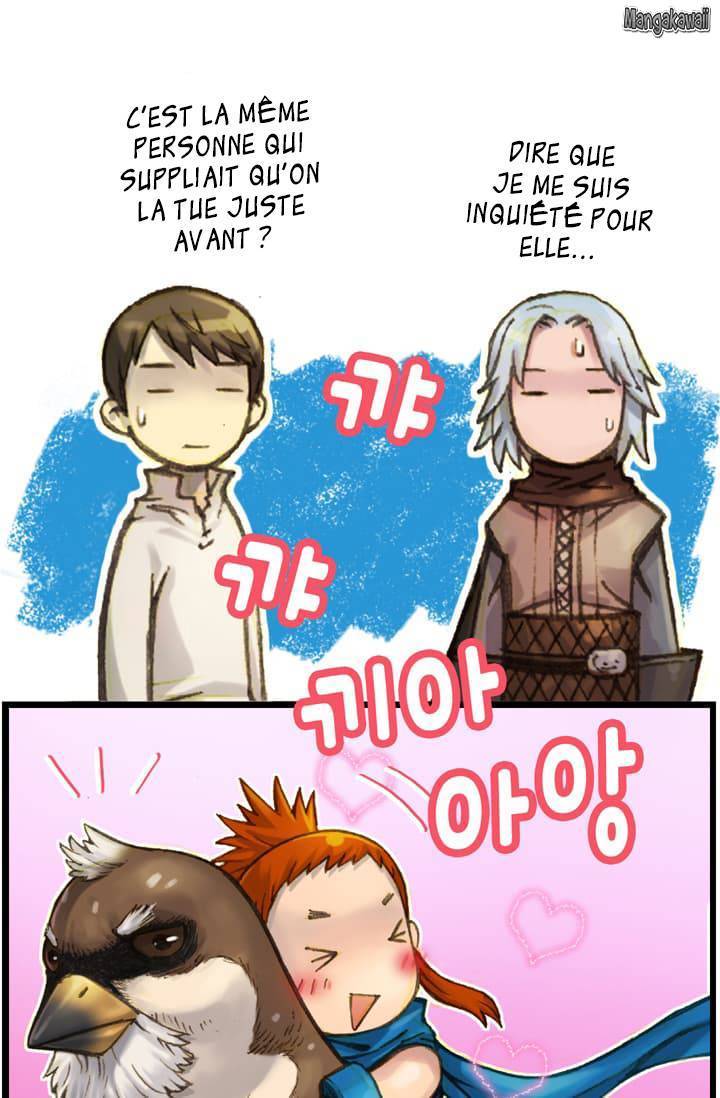 Mangakawaii
C'EST LA MÊME
PERSONNE QUI
SUPPLIAIT QU'ON
LA TUE JUSTE
AVANT ?
DIRE QUE
JE ME SUIS
INQUIÉTÉ POUR
ELLE...
꺄
꺄
끼아
아앙